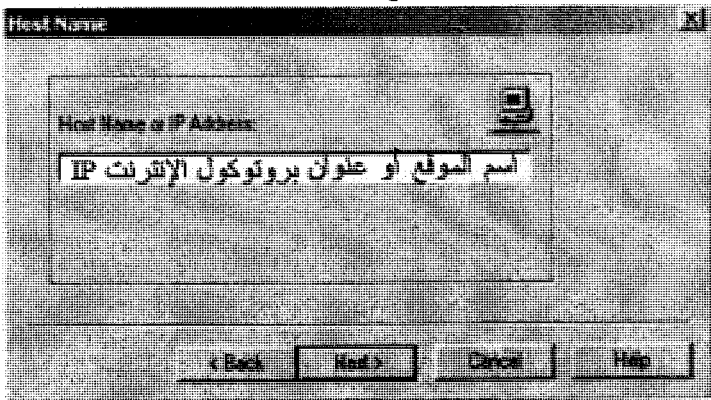 Host Name
Host Name or IP Address:
اسم الموقع أو عنوان بروتوكول الإنترنت IP
< Back
Next >
Cancel
Help